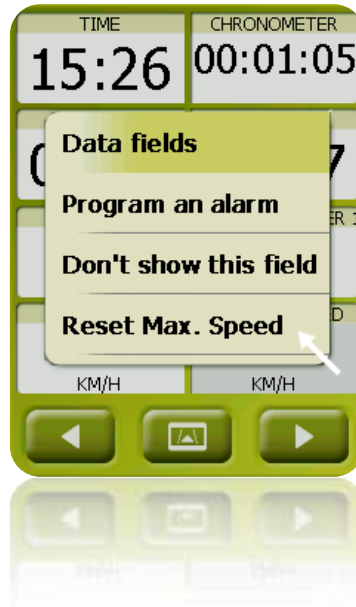 TIME
CHRONOMETER
15:26
00:01:05
Data fields
Program an alarm
Don't show this field
Reset Max. Speed
KM/H
KM/H